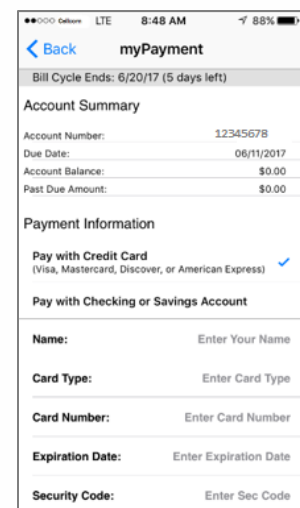 Cellcom LTE 8:48 AM 88%
Back myPayment
Bill Cycle Ends: 6/20/17 (5 days left)
Account Summary
Account Number: 12345678
Due Date: 06/11/2017
Account Balance: $0.00
Past Due Amount: $0.00
Payment Information
Pay with Credit Card
(Visa, Mastercard, Discover, or American Express)
Pay with Checking or Savings Account
Name: Enter Your Name
Card Type: Enter Card Type
Card Number: Enter Card Number
Expiration Date: Enter Expiration Date
Security Code: Enter Sec Code